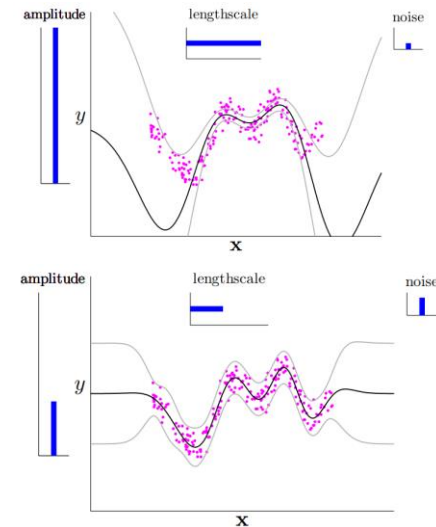 amplitude
lengthscale
noise
y
x
amplitude
lengthscale
noise
y
x